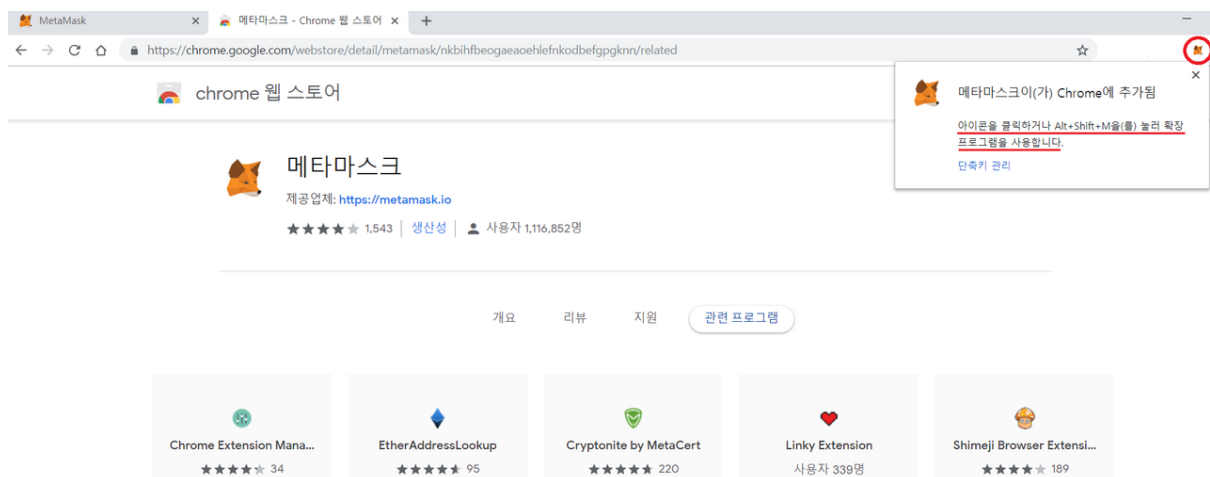 MetaMask
메타마스크 - Chrome 웹 스토어
https://chrome.google.com/webstore/detail/metamask/nkbihfbeogaeaoehlefnkodbefgpgknn/related
chrome 웹 스토어
메타마스크이(가) Chrome에 추가됨
아이콘을 클릭하거나 Alt+Shift+M을(를) 눌러 확장
프로그램을 사용합니다.
단축키 관리
메타마스크
제공업체: https://metamask.io
1,543 생산성 사용자 1,116,852명
개요 리뷰 지원 관련 프로그램
Chrome Extension Mana... EtherAddressLookup Cryptonite by MetaCert Linky Extension Shimeji Browser Extensi...
34 95 220 사용자 339명 189